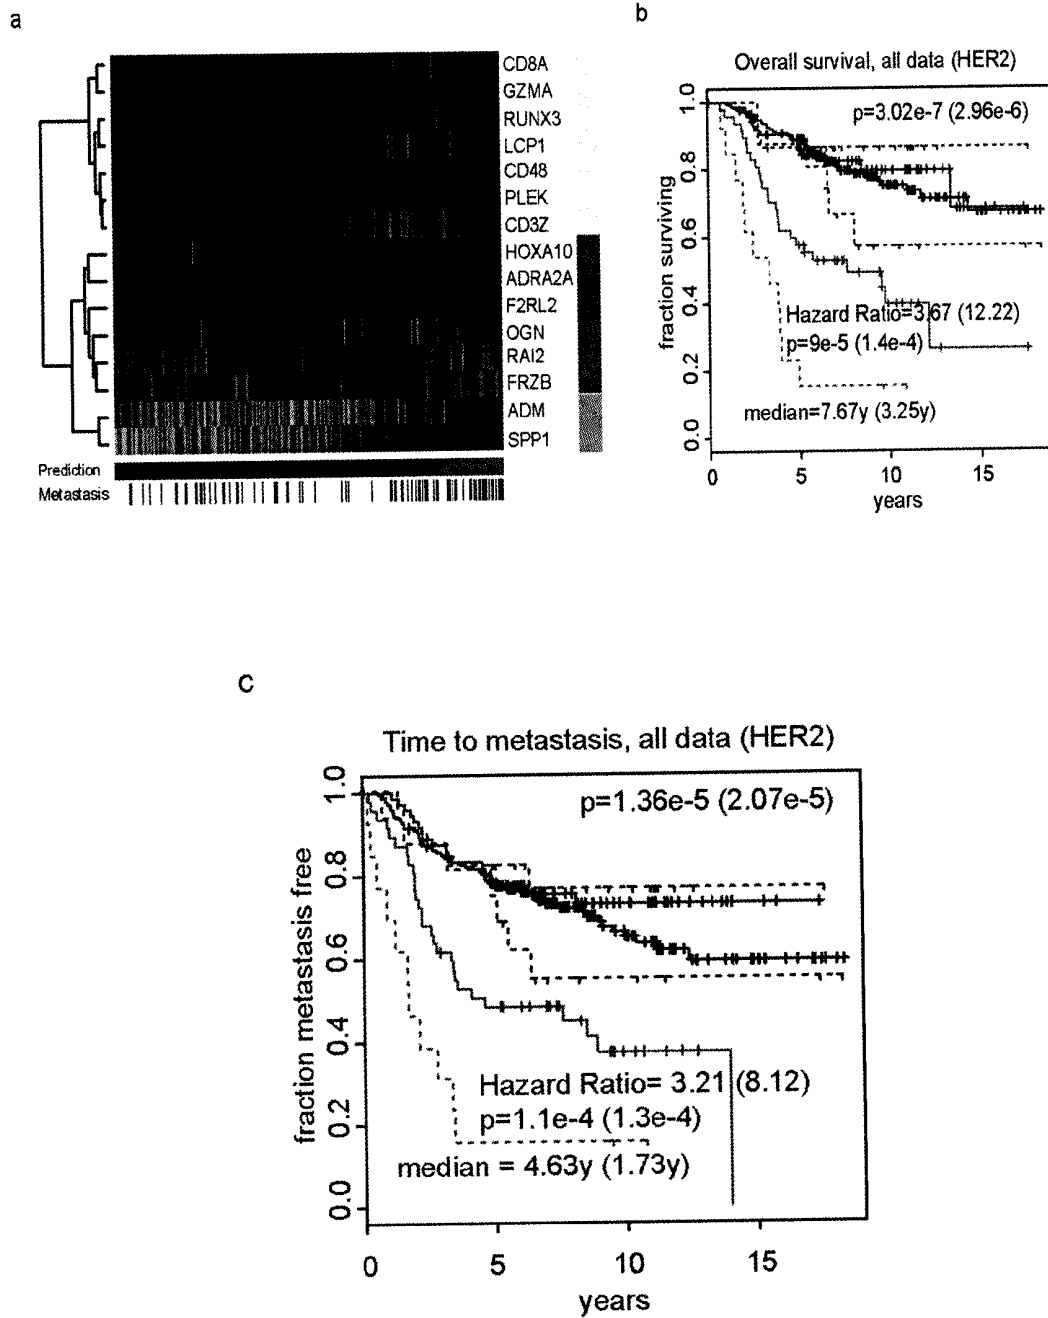 a
CD8A
GZMA
RUNX3
LCP1
CD48
PLEK
CD3Z
HOXA10
ADRA2A
F2RL2
OGN
RAI2
FRZB
ADM
SPP1
Prediction
Metastasis
b
Overall survival, all data (HER2)
p=3.02e-7 (2.96e-6)
fraction surviving
1.0
0.8
0.6
0.4
0.2
0.0
Hazard Ratio=3.67 (12.22)
p=9e-5 (1.4e-4)
median=7.67y (3.25y)
0 5 10 15
years
c
Time to metastasis, all data (HER2)
p=1.36e-5 (2.07e-5)
fraction metastasis free
1.0
0.8
0.6
0.4
0.2
0.0
Hazard Ratio= 3.21 (8.12)
p=1.1e-4 (1.3e-4)
median = 4.63y (1.73y)
0 5 10 15
years